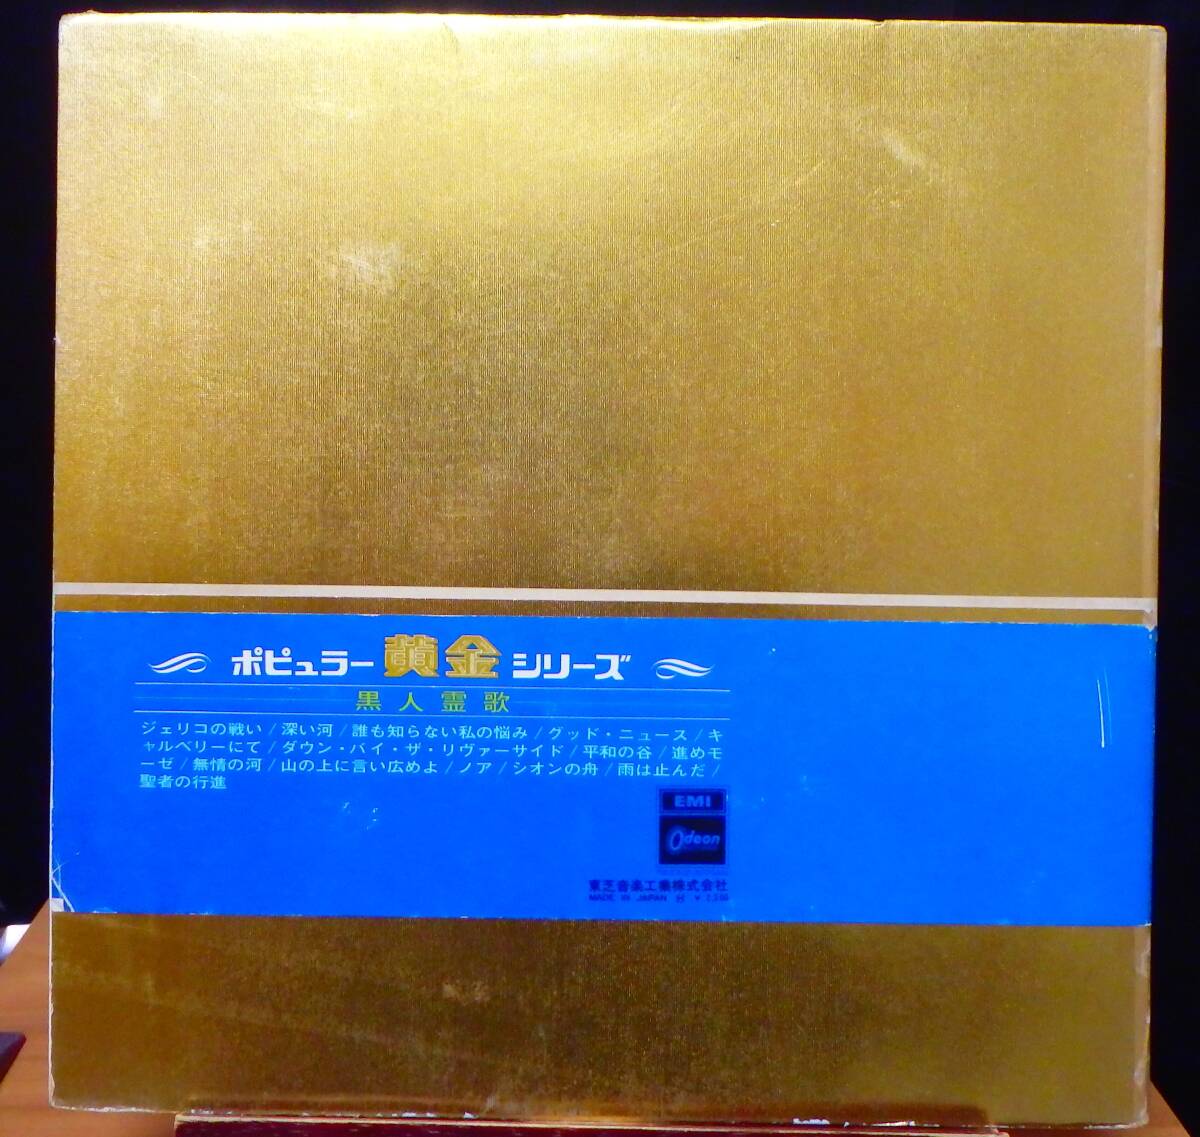 ポピュラー黄金シリーズ
黒人霊歌
ジェリコの戦い/深い河/誰も知らない私の悩み/グッド・ニュース/キ
ャルベリーにて/ダウン・バイ・ザ・リヴァーサイド/平和の谷/進めモ
ーゼ/無情の河/山の上に言い広めよ/ノア/シオンの舟/雨は止んだ/
聖者の行進
EMI
Odeon
東芝音楽工業株式会社
MADE IN JAPAN